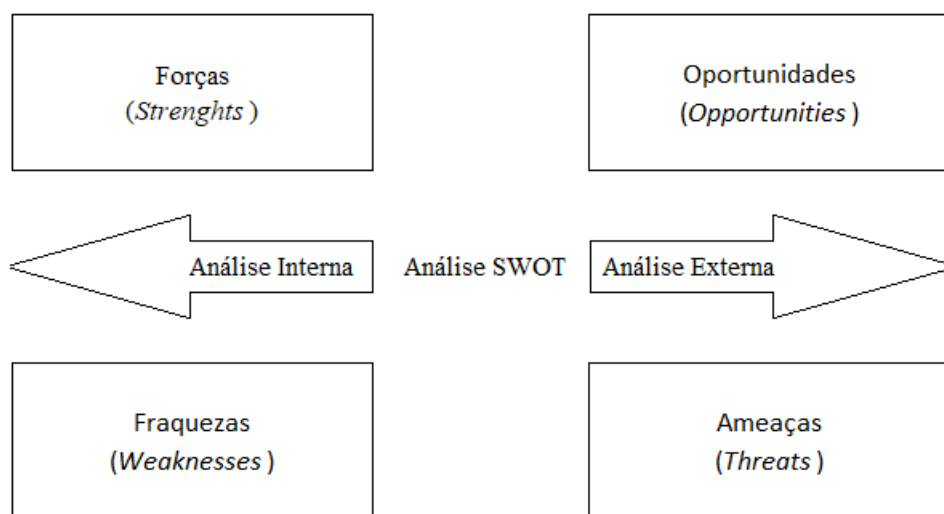 Forças
(Strenghts )
Oportunidades
(Opportunities )
Análise Interna
Análise SWOT
Análise Externa
Fraquezas
(Weaknesses )
Ameaças
(Threats )